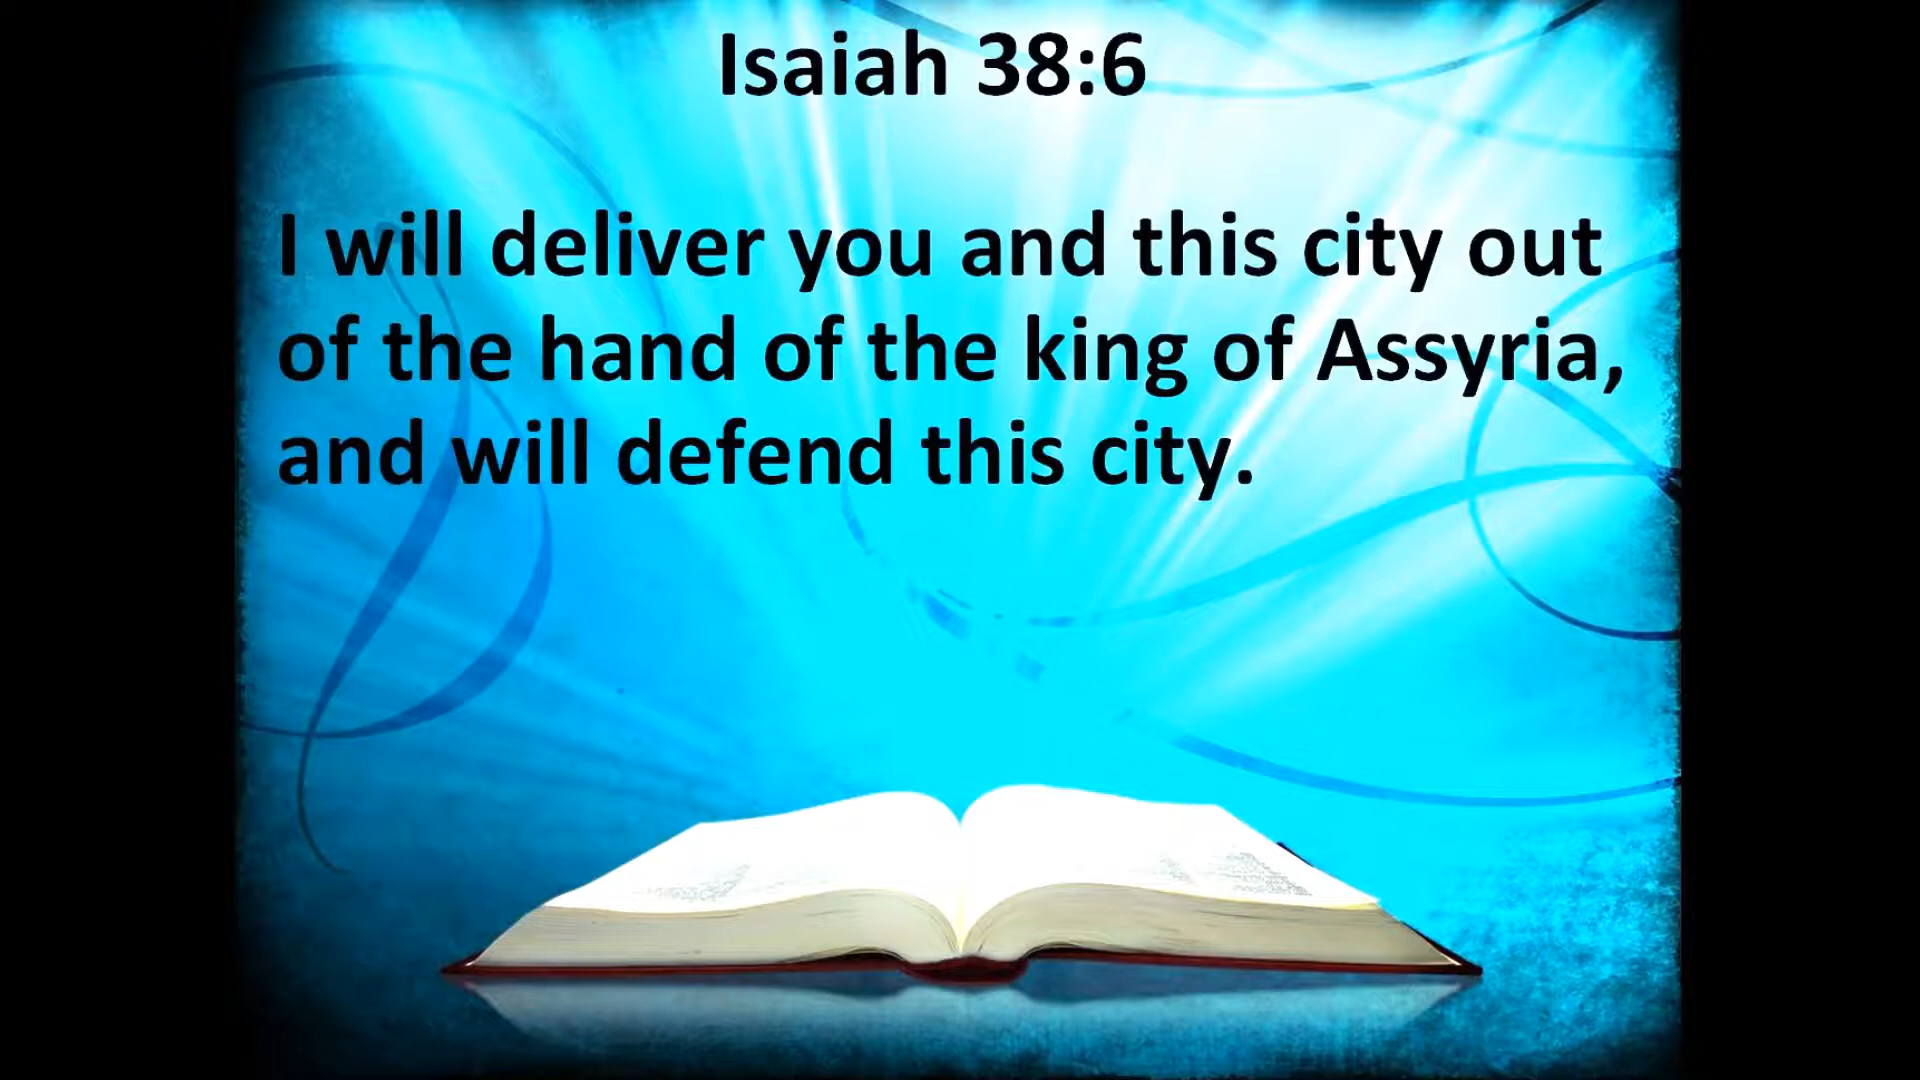 Isaiah 38:6
I will deliver you and this city out
of the hand of the king of Assyria,
and will defend this city.